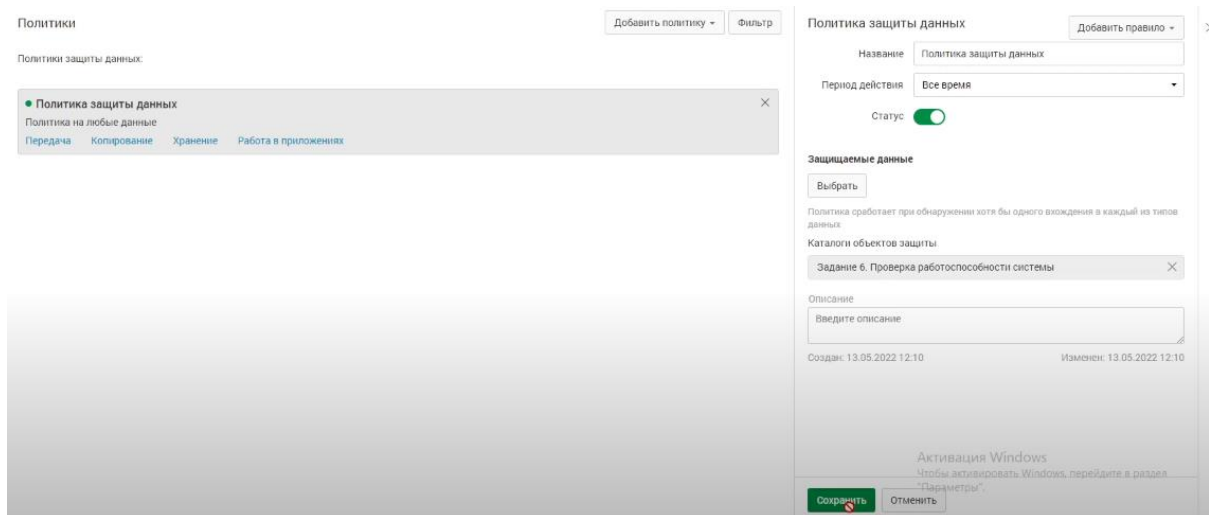 Политики
Добавить политику
Фильтр
Политики защиты данных:
Политика защиты данных
Политика на любые данные
Передача Копирование Хранение Работа в приложениях
Политика защиты данных
Добавить правило
Название Политика защиты данных
Период действия Все время
Статус
Защищаемые данные
Выбрать
Политика сработает при обнаружении хотя бы одного вхождения в каждый из типов
данных
Каталоги объектов защиты
Задание 6. Проверка работоспособности системы
Описание
Введите описание
Создан: 13.05.2022 12:10 Изменен: 13.05.2022 12:10
Активация Windows
Чтобы активировать Windows, перейдите в раздел
"Параметры".
Сохранить Отменить